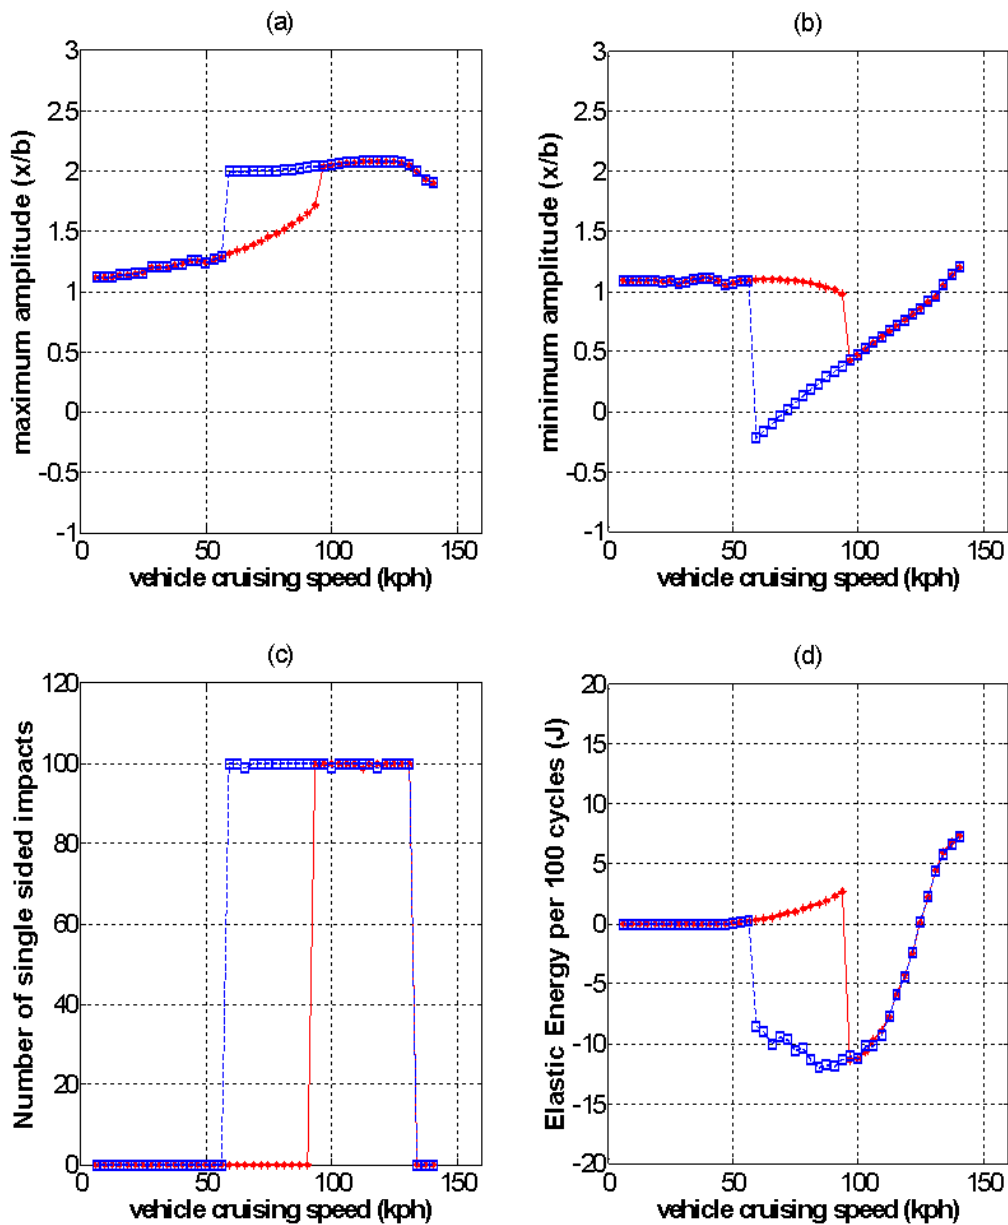 (a)
3
2.5
2
1.5
1
0.5
0
-0.5
-1
maximum amplitude (x/b)
0 50 100 150
vehicle cruising speed (kph)
(b)
3
2.5
2
1.5
1
0.5
0
-0.5
-1
minimum amplitude (x/b)
0 50 100 150
vehicle cruising speed (kph)
(c)
120
100
80
60
40
20
0
Number of single sided impacts
0 50 100 150
vehicle cruising speed (kph)
(d)
20
15
10
5
0
-5
-10
-15
-20
Elastic Energy per 100 cycles (J)
0 50 100 150
vehicle cruising speed (kph)